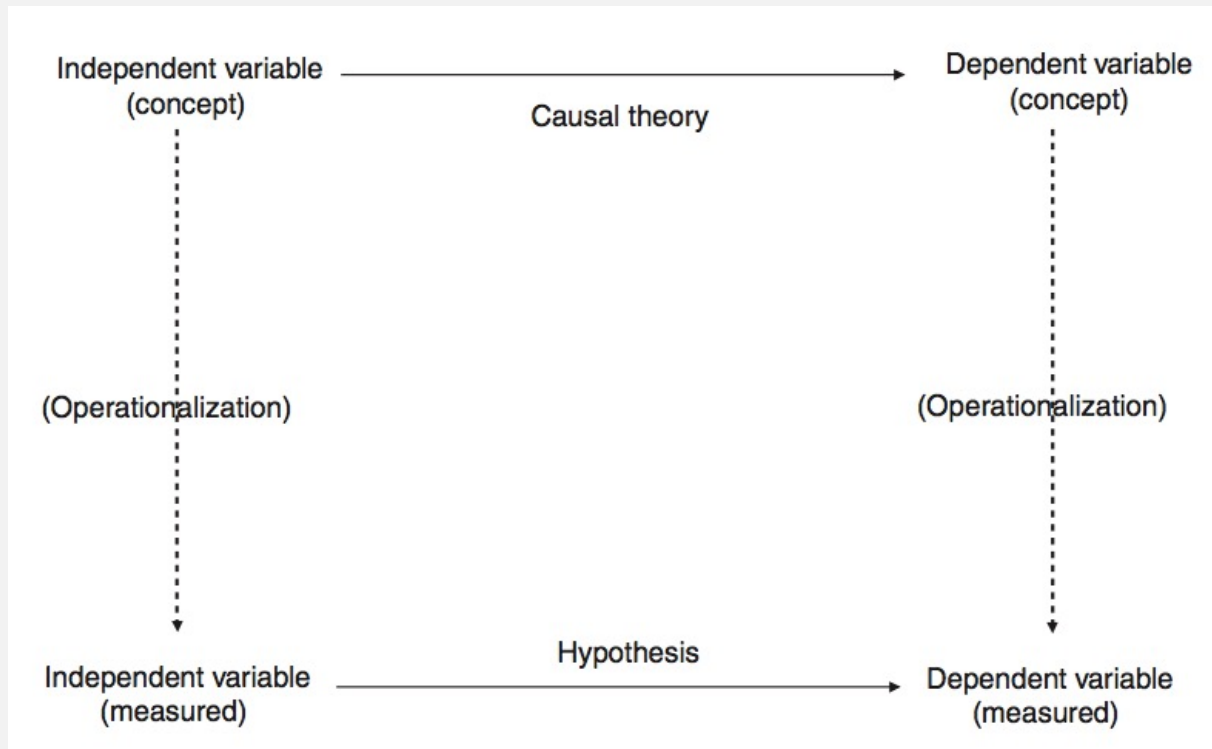 Independent variable
(concept)
Causal theory
Dependent variable
(concept)
(Operationalization)
(Operationalization)
Independent variable
(measured)
Hypothesis
Dependent variable
(measured)